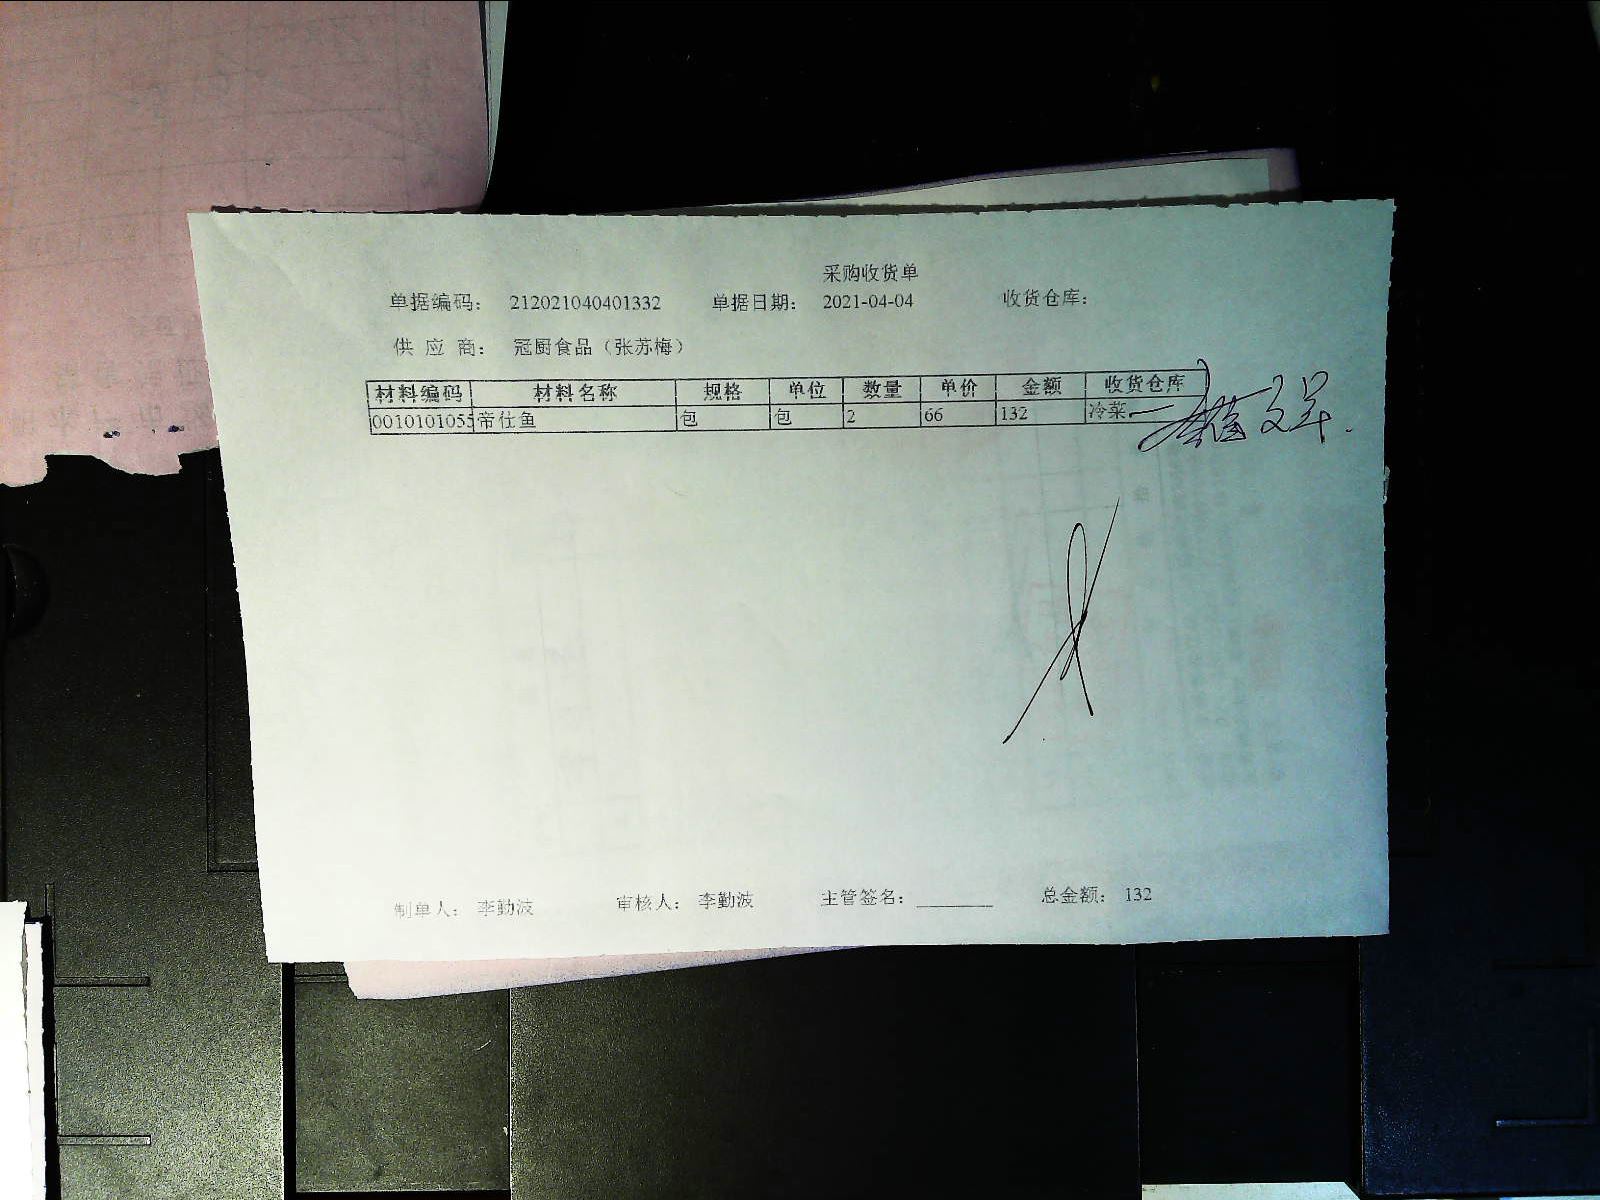 采购收货单
单据编码： 212021040401332 单据日期： 2021-04-04 收货仓库：
供 应 商： 冠厨食品（张苏梅）
材料编码 材料名称 规格 单位 数量 单价 金额 收货仓库
0010101055 帝仕鱼 包 包 2 66 132 冷菜
制单人： 李勤波 审核人： 李勤波 主管签名： ________ 总金额： 132